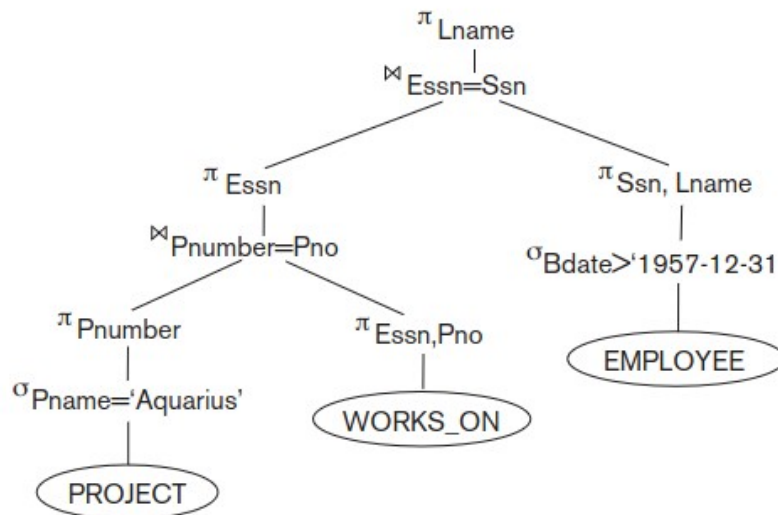 π Lname
⋈ Essn=Ssn
π Essn
π Ssn, Lname
⋈ Pnumber=Pno
σ Bdate>‘1957-12-31
π Pnumber
π Essn,Pno
EMPLOYEE
σ Pname=‘Aquarius’
WORKS_ON
PROJECT